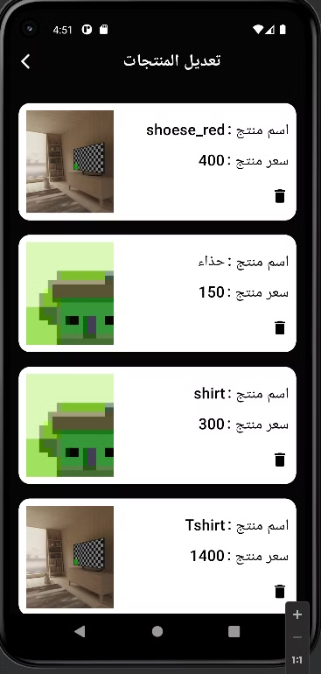 4:51
تعديل المنتجات
اسم منتج : shoese_red
سعر منتج : 400
اسم منتج : حذاء
سعر منتج : 150
اسم منتج : shirt
سعر منتج : 300
اسم منتج : Tshirt
سعر منتج : 1400
1:1